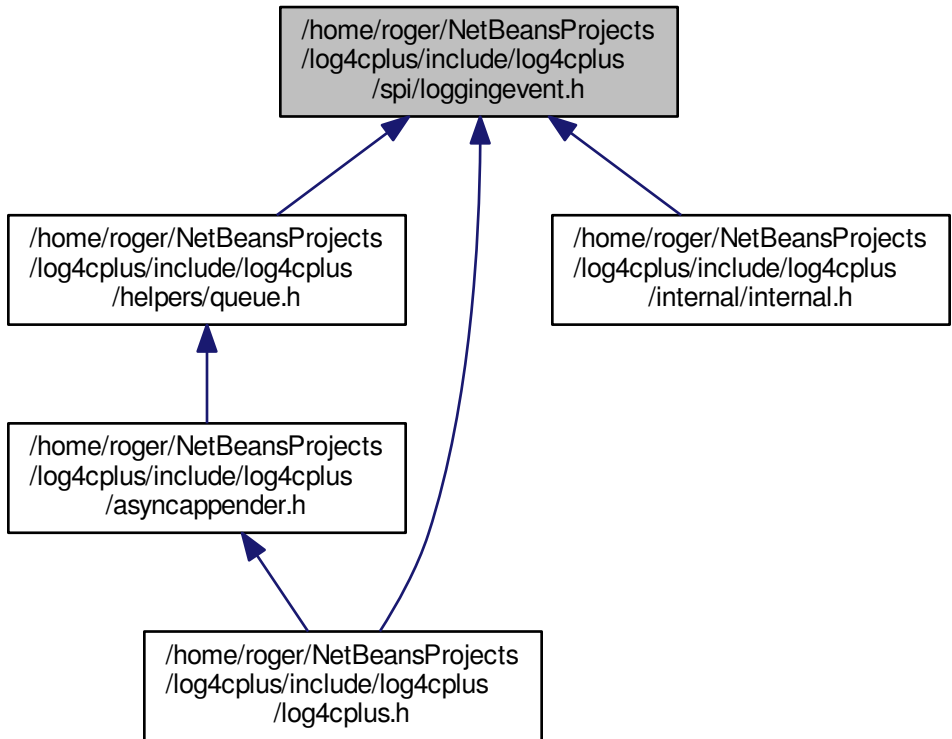 /home/roger/NetBeansProjects
/log4cplus/include/log4cplus
/spi/loggingevent.h
/home/roger/NetBeansProjects
/log4cplus/include/log4cplus
/helpers/queue.h
/home/roger/NetBeansProjects
/log4cplus/include/log4cplus
/internal/internal.h
/home/roger/NetBeansProjects
/log4cplus/include/log4cplus
/asyncappender.h
/home/roger/NetBeansProjects
/log4cplus/include/log4cplus
/log4cplus.h